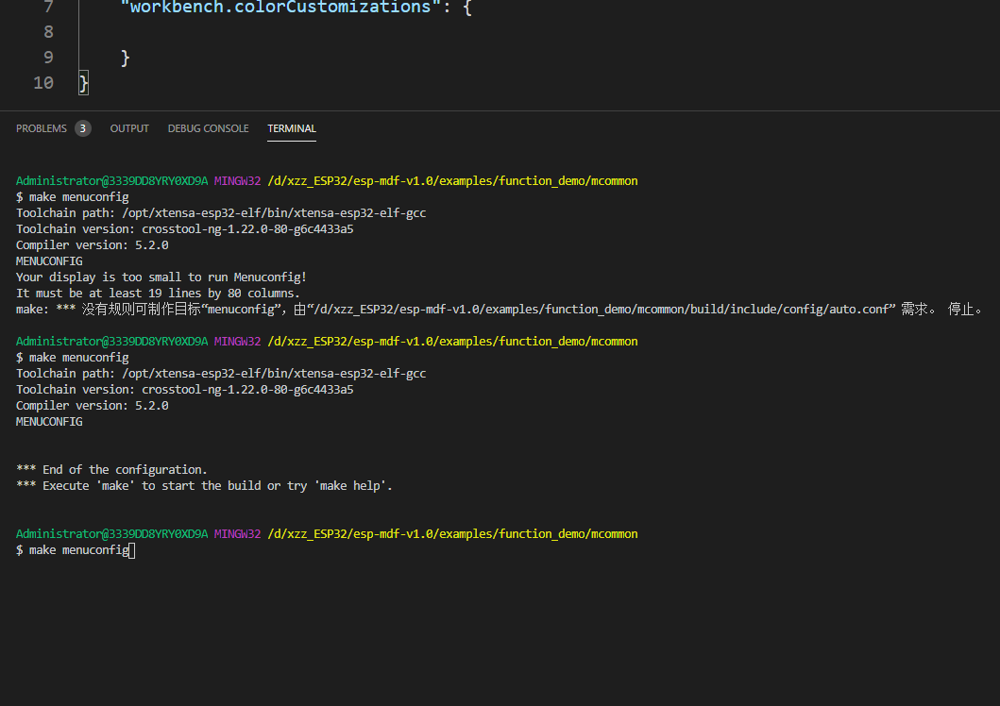 7 "workbench.colorCustomizations": {
8
9 }
10 }
PROBLEMS 3 OUTPUT DEBUG CONSOLE TERMINAL
Administrator@3339DD8YRY0XD9A MINGW32 /d/xzz_ESP32/esp-mdf-v1.0/examples/function_demo/mcommon
$ make menuconfig
Toolchain path: /opt/xtensa-esp32-elf/bin/xtensa-esp32-elf-gcc
Toolchain version: crosstool-ng-1.22.0-80-g6c4433a5
Compiler version: 5.2.0
MENUCONFIG
Your display is too small to run Menuconfig!
It must be at least 19 lines by 80 columns.
make: *** 没有规则可制作目标“menuconfig”，由“/d/xzz_ESP32/esp-mdf-v1.0/examples/function_demo/mcommon/build/include/config/auto.conf” 需求。 停止。
Administrator@3339DD8YRY0XD9A MINGW32 /d/xzz_ESP32/esp-mdf-v1.0/examples/function_demo/mcommon
$ make menuconfig
Toolchain path: /opt/xtensa-esp32-elf/bin/xtensa-esp32-elf-gcc
Toolchain version: crosstool-ng-1.22.0-80-g6c4433a5
Compiler version: 5.2.0
MENUCONFIG
*** End of the configuration.
*** Execute 'make' to start the build or try 'make help'.
Administrator@3339DD8YRY0XD9A MINGW32 /d/xzz_ESP32/esp-mdf-v1.0/examples/function_demo/mcommon
$ make menuconfig